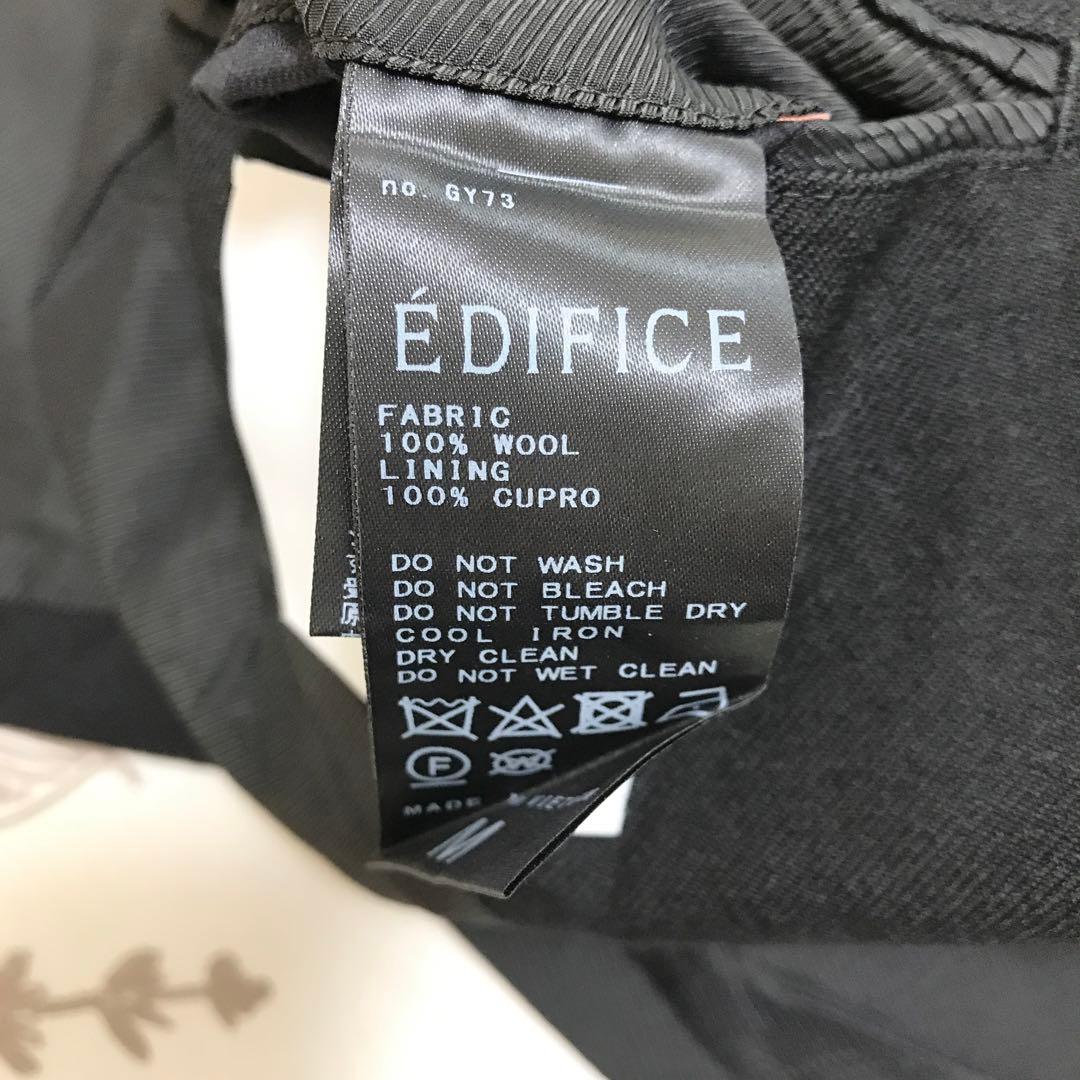 no. GY73
ÉDIFICE
FABRIC
100% WOOL
LINING
100% CUPRO
DO NOT WASH
DO NOT BLEACH
DO NOT TUMBLE DRY
COOL IRON
DRY CLEAN
DO NOT WET CLEAN
F W
MADE
M